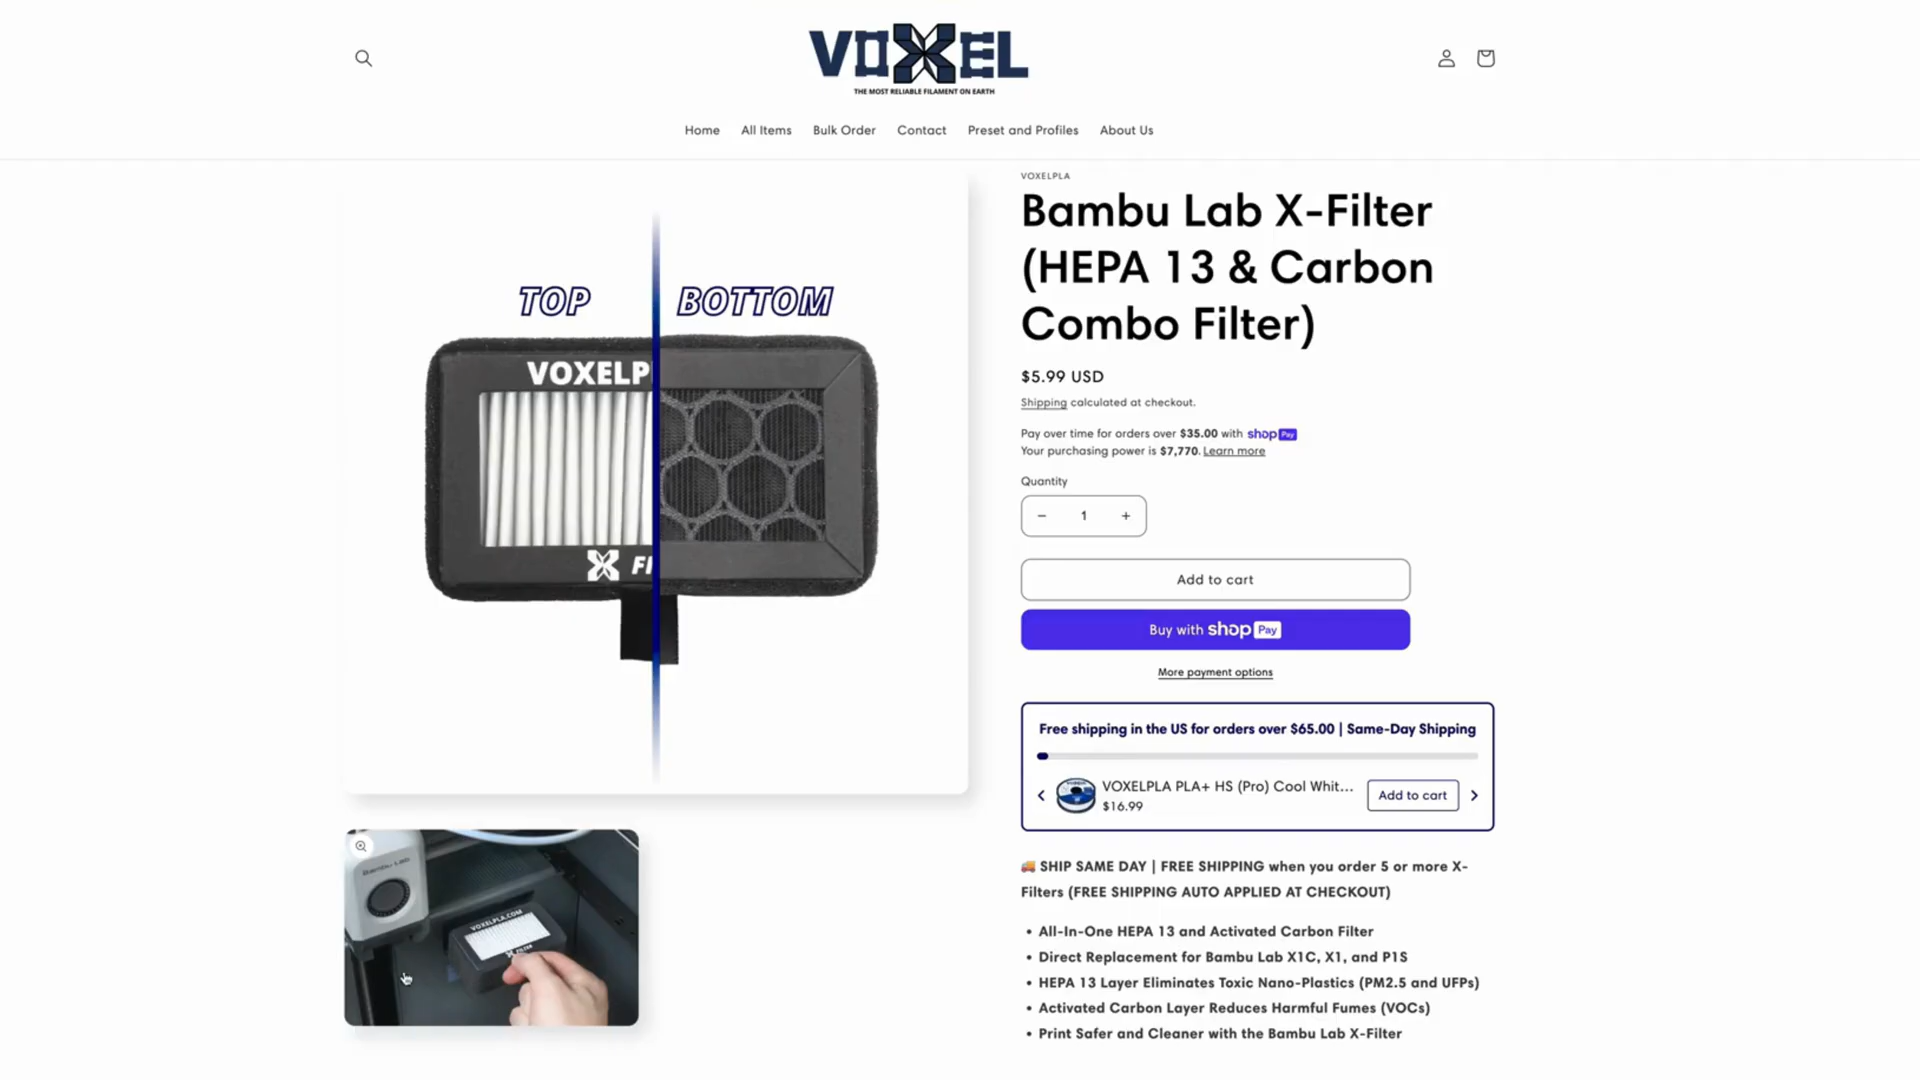 VOXEL
THE MOST RELIABLE FILAMENT ON EARTH
Home All Items Bulk Order Contact Preset and Profiles About Us
TOP BOTTOM
VOXELP
FI
VOXELPLA
Bambu Lab X-Filter
(HEPA 13 & Carbon
Combo Filter)
$5.99 USD
Shipping calculated at checkout.
Pay over time for orders over $35.00 with shop Pay
Your purchasing power is $7,770. Learn more
Quantity
− 1 +
Add to cart
Buy with shop Pay
More payment options
Free shipping in the US for orders over $65.00 | Same-Day Shipping
VOXELPLA PLA+ HS (Pro) Cool Whit...
$16.99
Add to cart
🚚 SHIP SAME DAY | FREE SHIPPING when you order 5 or more X-
Filters (FREE SHIPPING AUTO APPLIED AT CHECKOUT)
• All-In-One HEPA 13 and Activated Carbon Filter
• Direct Replacement for Bambu Lab X1C, X1, and P1S
• HEPA 13 Layer Eliminates Toxic Nano-Plastics (PM2.5 and UFPs)
• Activated Carbon Layer Reduces Harmful Fumes (VOCs)
• Print Safer and Cleaner with the Bambu Lab X-Filter
Bambu Lab
VOXELPLA.COM